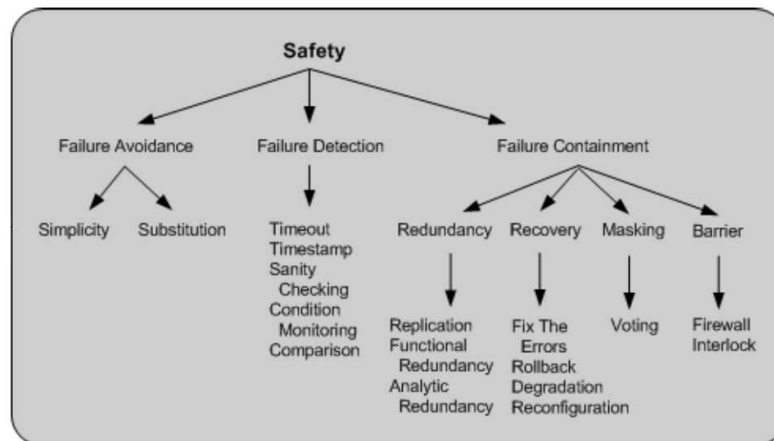 Safety
Failure Avoidance
Failure Detection
Failure Containment
Simplicity
Substitution
Timeout
Timestamp
Sanity
Checking
Condition
Monitoring
Comparison
Redundancy
Recovery
Masking
Barrier
Replication
Functional
Redundancy
Analytic
Redundancy
Fix The
Errors
Rollback
Degradation
Reconfiguration
Voting
Firewall
Interlock